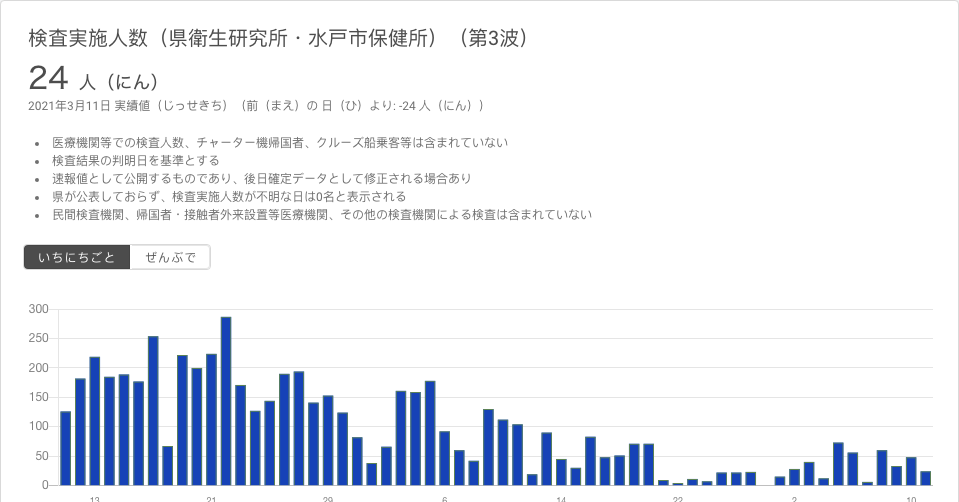 検査実施人数（県衛生研究所・水戸市保健所）（第3波）
24 人（にん）
2021年3月11日 実績値（じっせきち）（前（まえ）の 日（ひ）より: -24 人（にん））
• 医療機関等での検査人数、チャーター機帰国者、クルーズ船乗客等は含まれていない
• 検査結果の判明日を基準とする
• 速報値として公開するものであり、後日確定データとして修正される場合あり
• 県が公表しておらず、検査実施人数が不明な日は0名と表示される
• 民間検査機関、帰国者・接触者外来設置等医療機関、その他の検査機関による検査は含まれていない
いちにちごと ぜんぶで
300
250
200
150
100
50
0
13 21 29 6 14 22 2 10